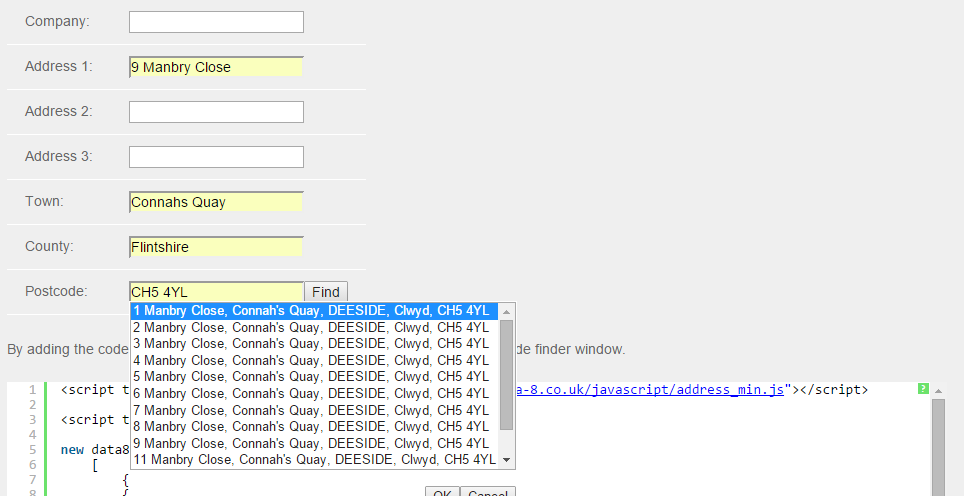 Company:
Address 1: 9 Manbry Close
Address 2:
Address 3:
Town: Connahs Quay
County: Flintshire
Postcode: CH5 4YL Find
1 Manbry Close, Connah's Quay, DEESIDE, Clwyd, CH5 4YL
2 Manbry Close, Connah's Quay, DEESIDE, Clwyd, CH5 4YL
3 Manbry Close, Connah's Quay, DEESIDE, Clwyd, CH5 4YL
4 Manbry Close, Connah's Quay, DEESIDE, Clwyd, CH5 4YL
5 Manbry Close, Connah's Quay, DEESIDE, Clwyd, CH5 4YL
6 Manbry Close, Connah's Quay, DEESIDE, Clwyd, CH5 4YL
7 Manbry Close, Connah's Quay, DEESIDE, Clwyd, CH5 4YL
8 Manbry Close, Connah's Quay, DEESIDE, Clwyd, CH5 4YL
9 Manbry Close, Connah's Quay, DEESIDE, Clwyd, CH5 4YL
11 Manbry Close, Connah's Quay, DEESIDE, Clwyd, CH5 4YL
OK Cancel
By adding the code de finder window.
1 <script t a-8.co.uk/javascript/address_min.js"></script> ?
2
3 <script t
4
5 new data8
6 [
7 {
8 {